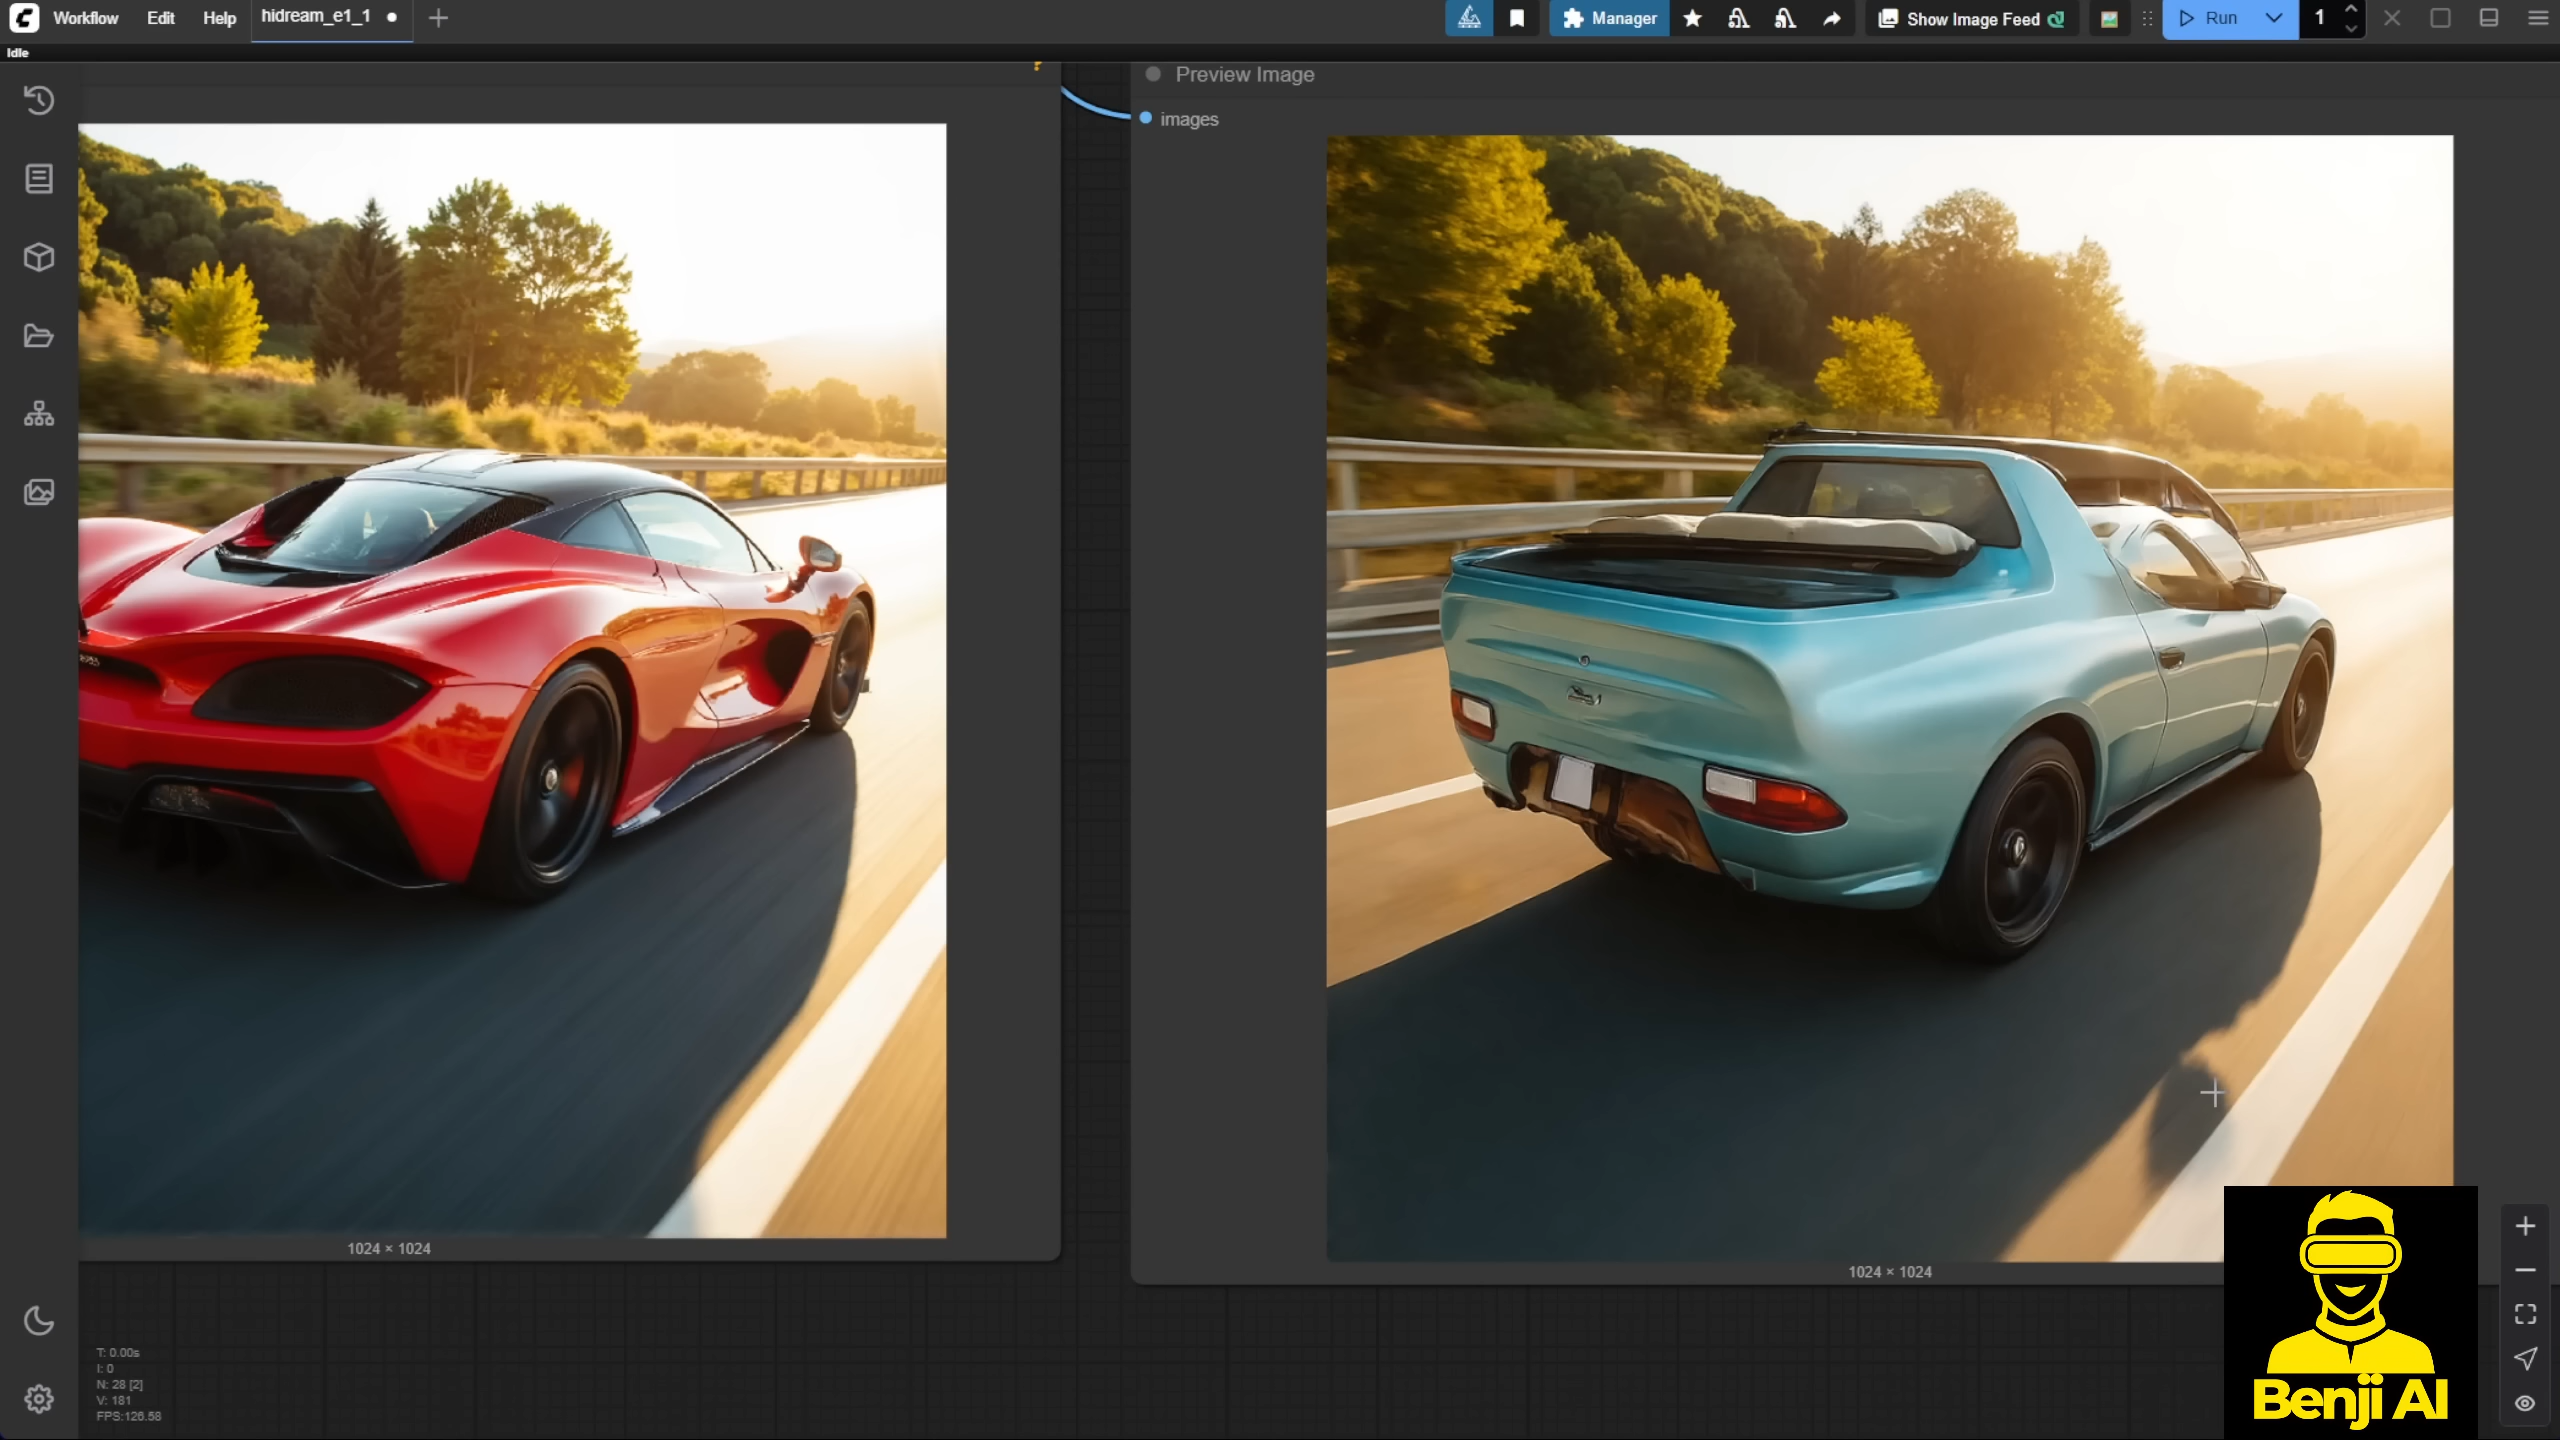 Workflow
Edit
Help
hidream_e1_1
Manager
Show Image Feed
Run
1
Idle
Preview Image
images
1024 × 1024
1024 × 1024
T: 0.00s
I: 0
N: 28 [2]
V: 181
FPS:126.58
Benji AI